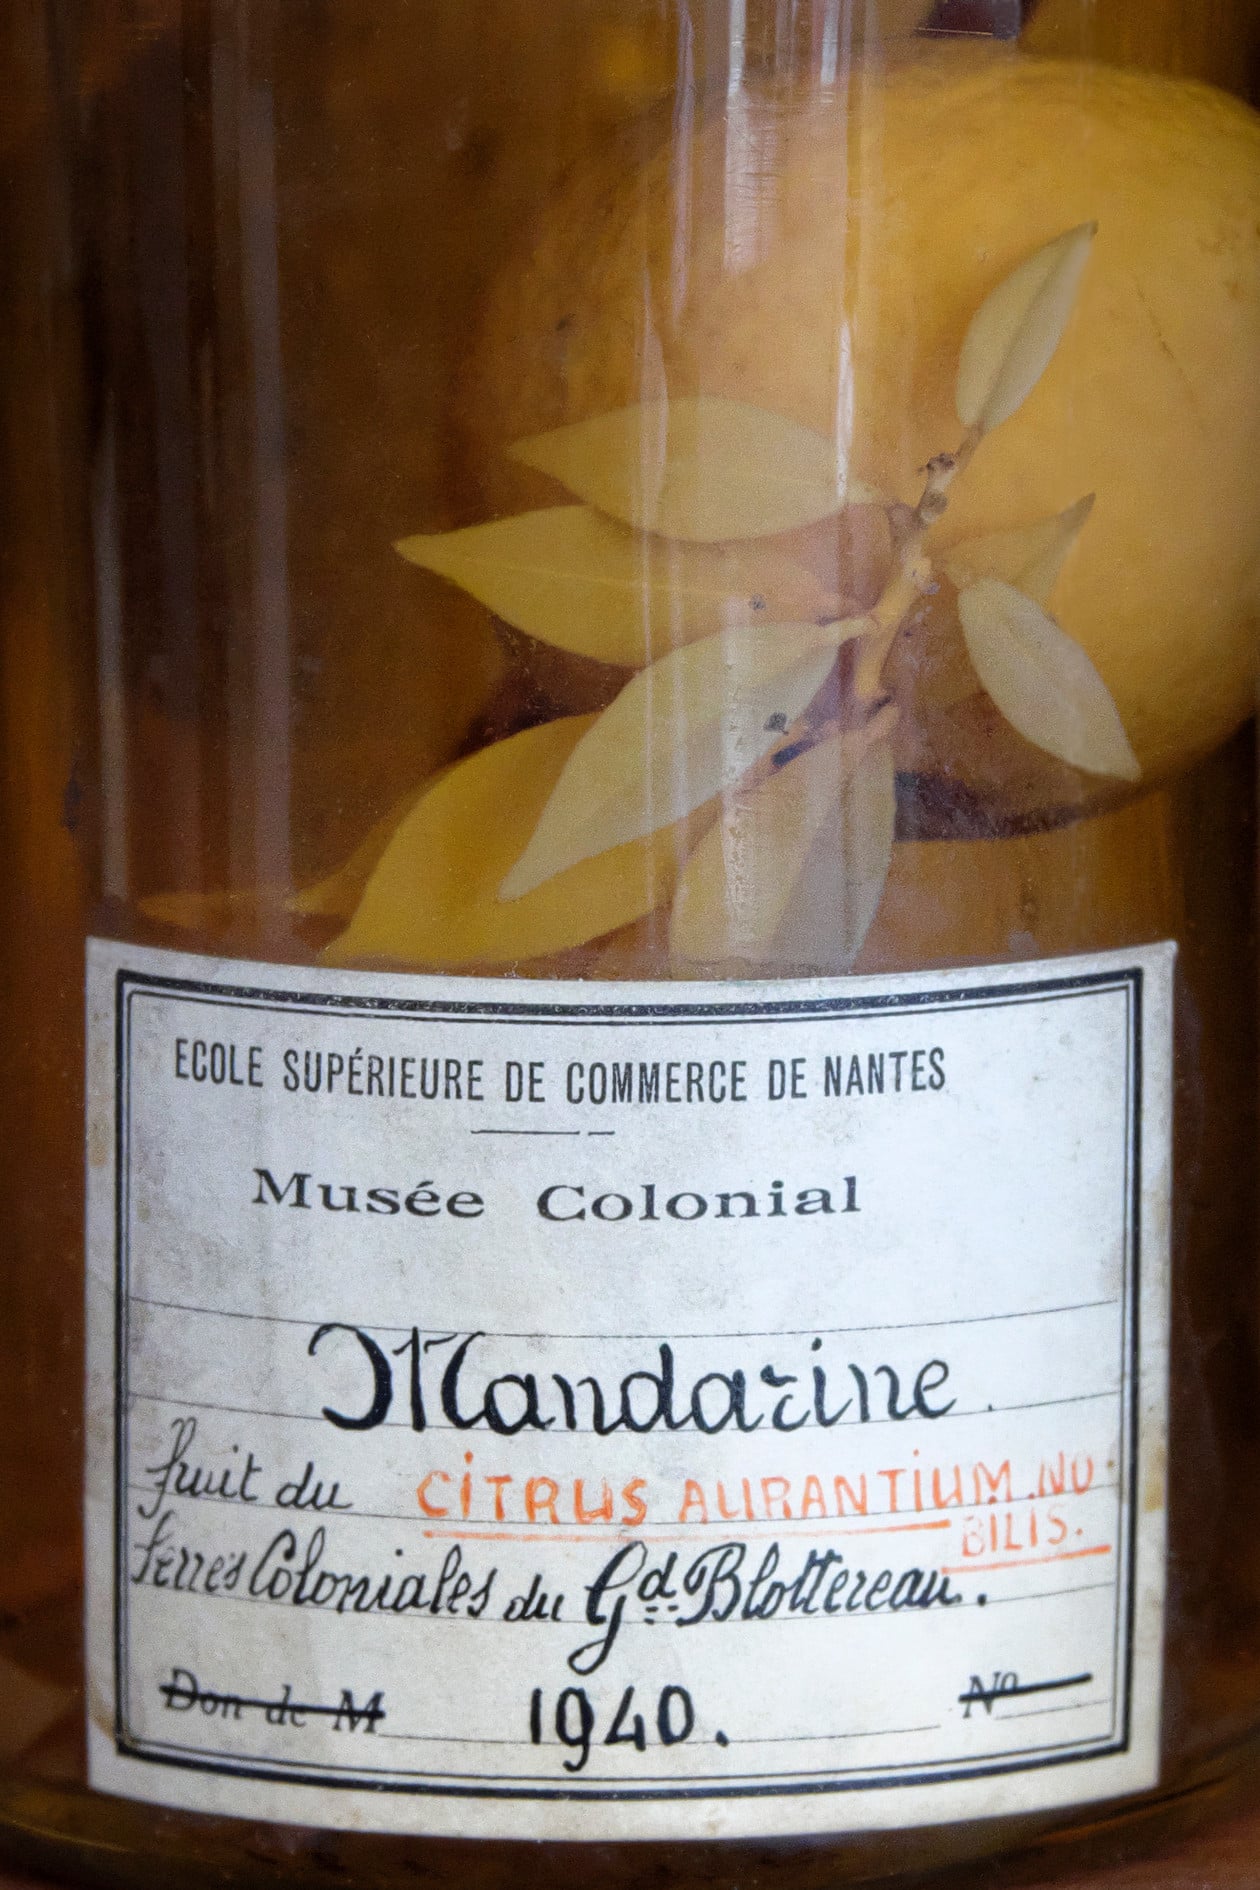 ECOLE SUPÉRIEURE DE COMMERCE DE NANTES
Musée Colonial
Mandarine.
fruit du CITRUS AURANTIUM.NO
BILIS.
Serres Coloniales du Gd Blottereau.
Don de M 1940. No